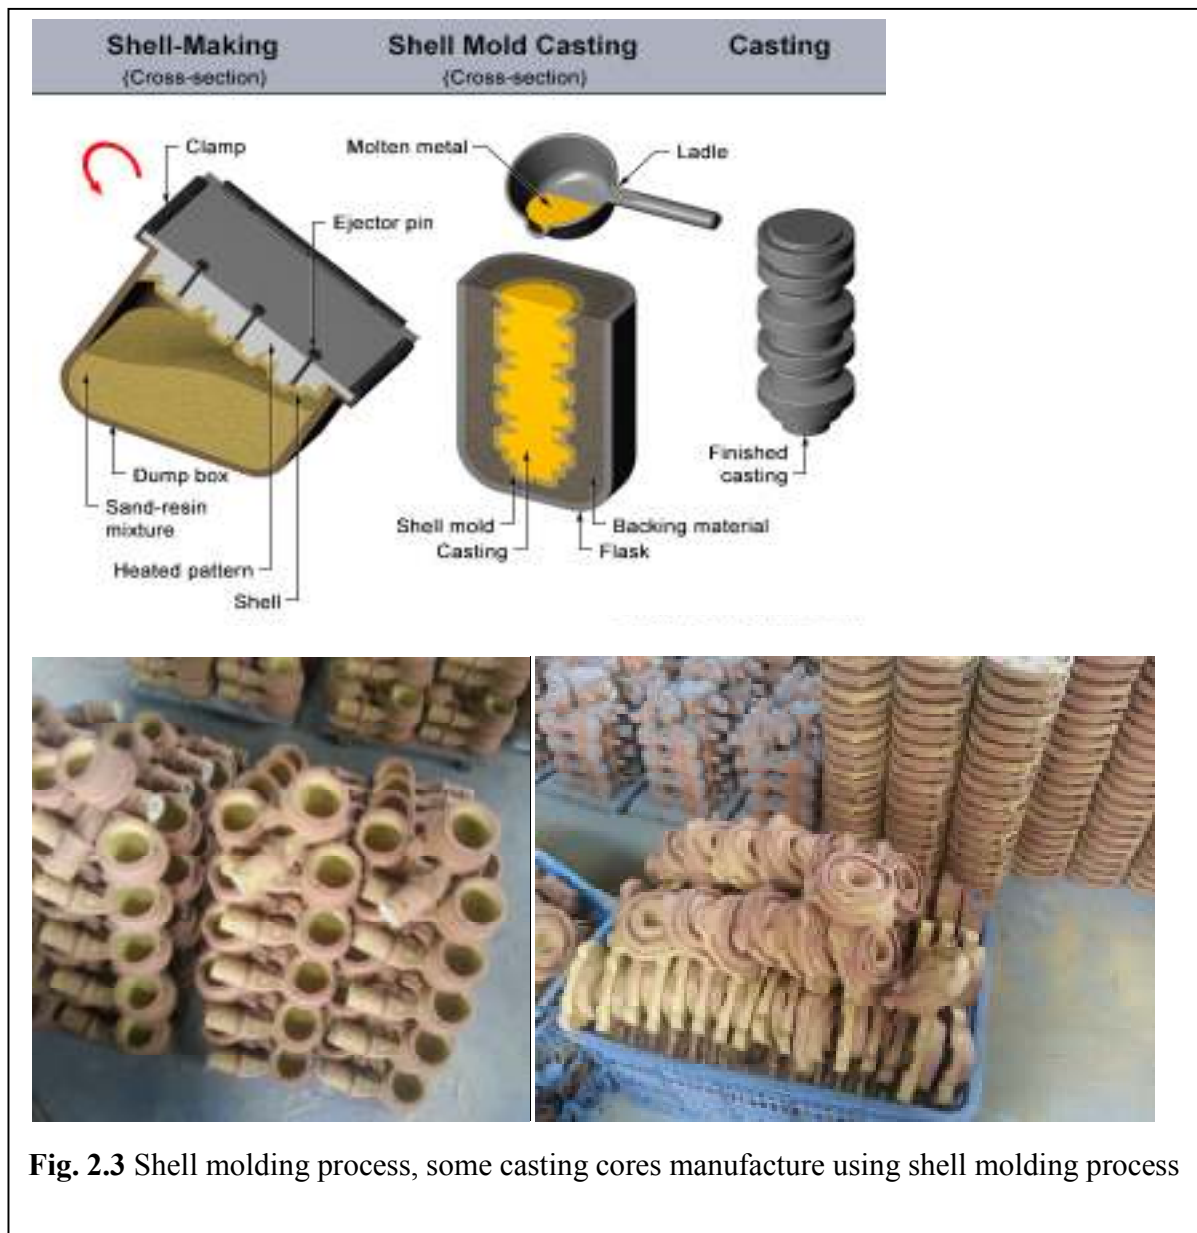 Shell-Making
(Cross-section)
Shell Mold Casting
(Cross-section)
Casting
Clamp
Ejector pin
Dump box
Sand-resin
mixture
Heated pattern
Shell
Molten metal
Ladle
Shell mold
Casting
Backing material
Flask
Finished
casting
Fig. 2.3 Shell molding process, some casting cores manufacture using shell molding process